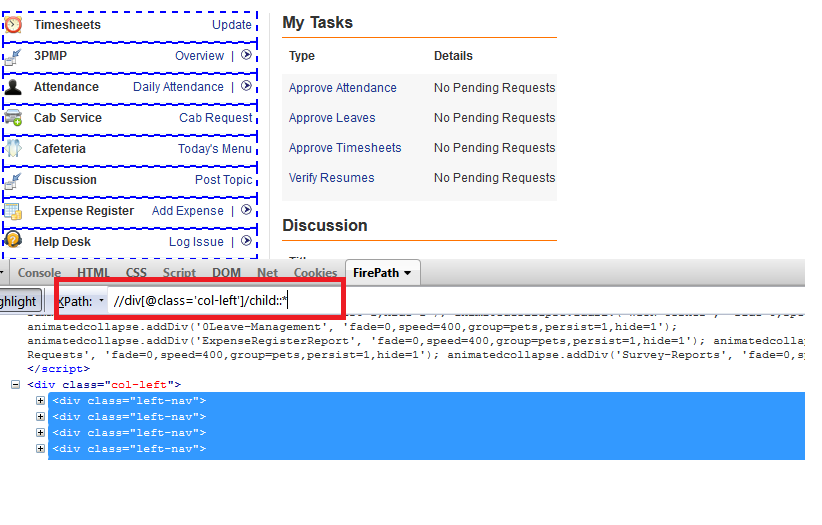 Timesheets Update
3PMP Overview |
Attendance Daily Attendance |
Cab Service Cab Request
Cafeteria Today's Menu
Discussion Post Topic
Expense Register Add Expense |
Help Desk Log Issue |
My Tasks
Type Details
Approve Attendance No Pending Requests
Approve Leaves No Pending Requests
Approve Timesheets No Pending Requests
Verify Resumes No Pending Requests
Discussion
Console HTML CSS Script DOM Net Cookies FirePath
ghlight XPath: //div[@class='col-left']/child::*
animatedcollapse.addDiv('0Leave-Management', 'fade=0,speed=400,group=pets,persist=1,hide=1');
animatedcollapse.addDiv('ExpenseRegisterReport', 'fade=0,speed=400,group=pets,persist=1,hide=1'); animatedco
Requests', 'fade=0,speed=400,group=pets,persist=1,hide=1'); animatedcollapse.addDiv('Survey-Reports', 'fade=0,s
</script>
<div class="col-left">
<div class="left-nav">
<div class="left-nav">
<div class="left-nav">
<div class="left-nav">